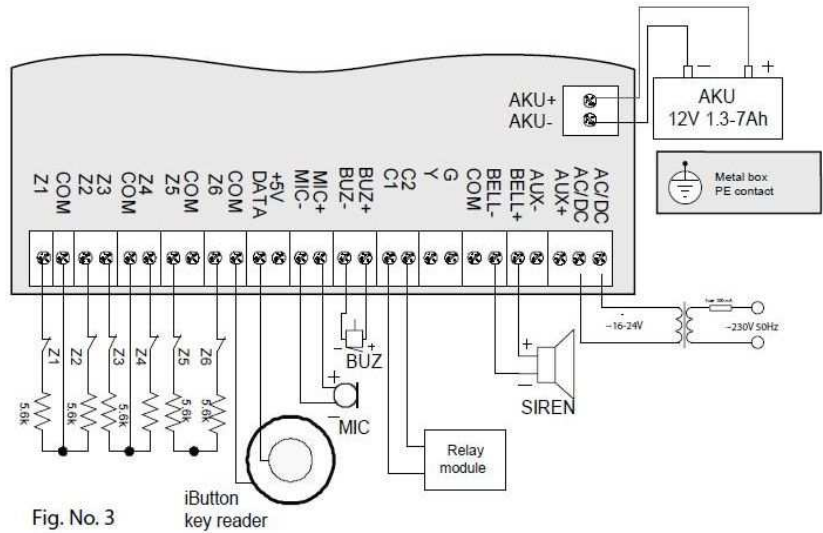 AKU+
AKU-
–
+
AKU
12V 1.3-7Ah
Metal box
PE contact
Z1
COM
Z2
Z3
COM
Z4
Z5
COM
Z6
COM
DATA
+5V
MIC-
MIC+
BUZ-
BUZ+
C1
C2
Y
G
COM
BELL-
BELL+
AUX-
AUX+
AC/DC
AC/DC
Z1
Z2
Z3
Z4
Z5
Z6
5.6k
5.6k
5.6k
5.6k
5.6k
– +
BUZ
+
–
MIC
+
–
SIREN
~16-24V
~230V 50Hz
Relay
module
iButton
key reader
Fig. No. 3